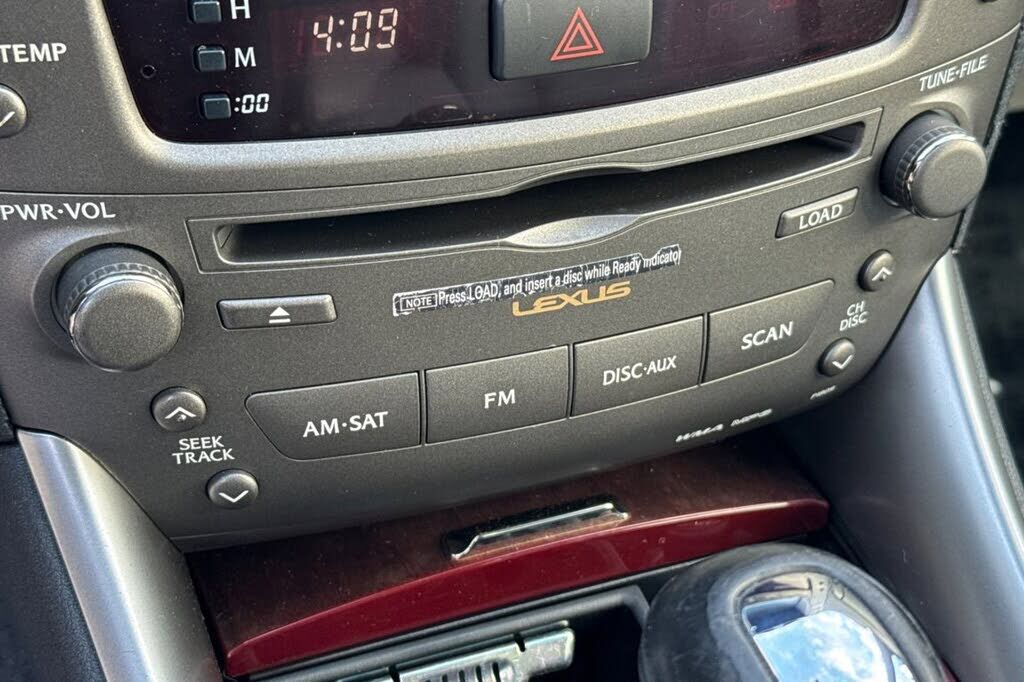 H
4:09
TEMP
M
:00
OFF
TUNE·FILE
PWR·VOL
LOAD
NOTE Press LOAD, and insert a disc while Ready indicator
LEXUS
CH
DISC
SCAN
DISC·AUX
FM
AM·SAT
SEEK
TRACK
WMA MP3